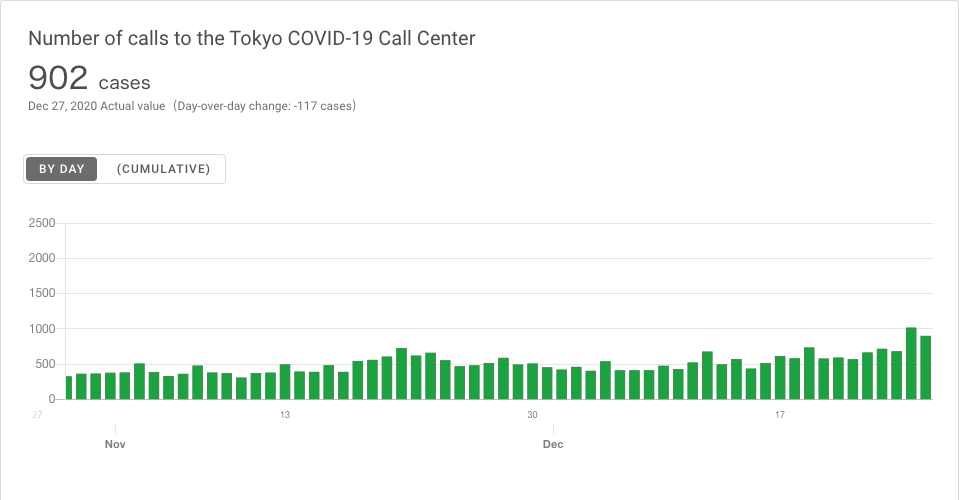 Number of calls to the Tokyo COVID-19 Call Center
902 cases
Dec 27, 2020 Actual value（Day-over-day change: -117 cases）
BY DAY (CUMULATIVE)
2500
2000
1500
1000
500
0
27 13 30 17
Nov Dec